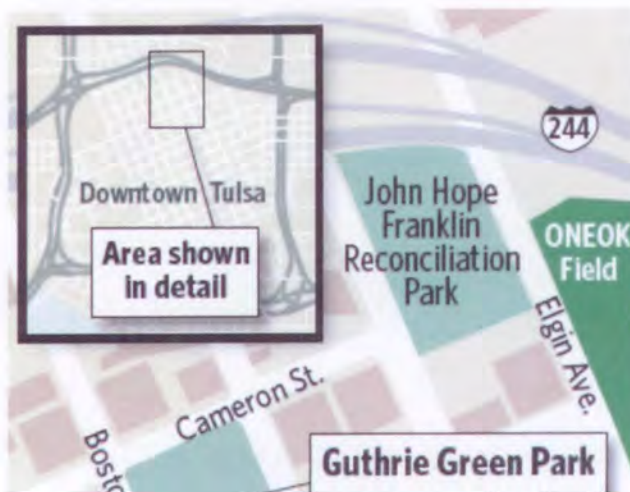 Downtown Tulsa
Area shown
in detail
244
John Hope
Franklin
Reconciliation
Park
ONEOK
Field
Elgin Ave.
Cameron St.
Guthrie Green Park